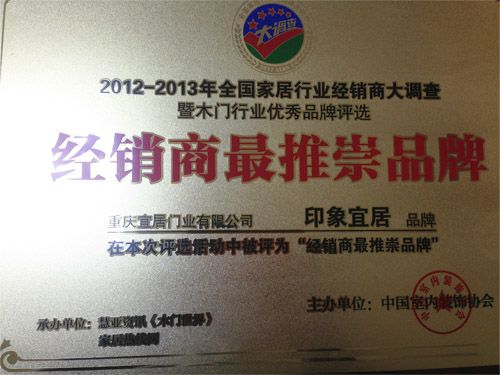 大调查
2012-2013年全国家居行业经销商大调查
暨木门行业优秀品牌评选
经销商最推崇品牌
重庆宜居门业有限公司 印象宜居 品牌
在本次评选活动中被评为“经销商最推崇品牌”
主办单位：中国室内装饰协会
承办单位：慧亚资讯《木门世界》
家居热线网